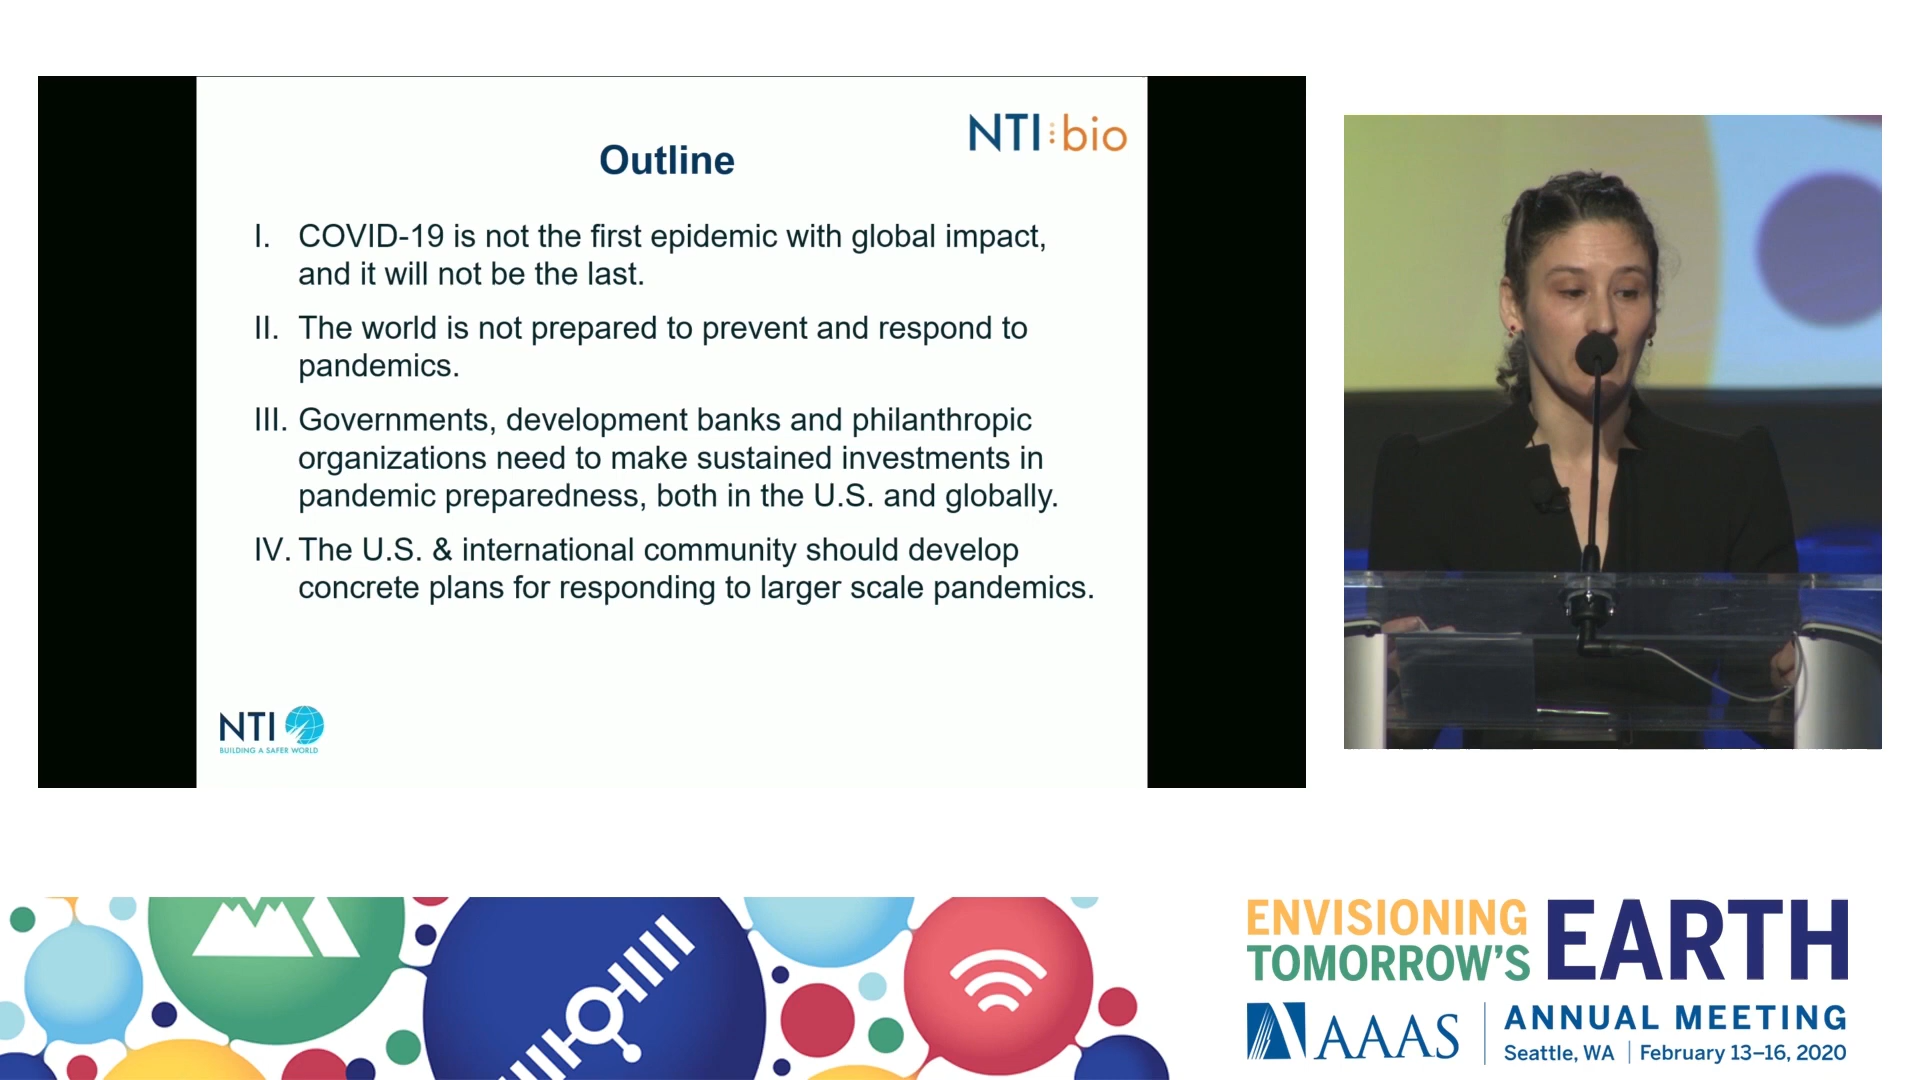 NTI:bio
Outline
I. COVID-19 is not the first epidemic with global impact,
and it will not be the last.
II. The world is not prepared to prevent and respond to
pandemics.
III. Governments, development banks and philanthropic
organizations need to make sustained investments in
pandemic preparedness, both in the U.S. and globally.
IV. The U.S. & international community should develop
concrete plans for responding to larger scale pandemics.
NTI
BUILDING A SAFER WORLD
ENVISIONING
TOMORROW'S
EARTH
AAAS
ANNUAL MEETING
Seattle, WA | February 13–16, 2020